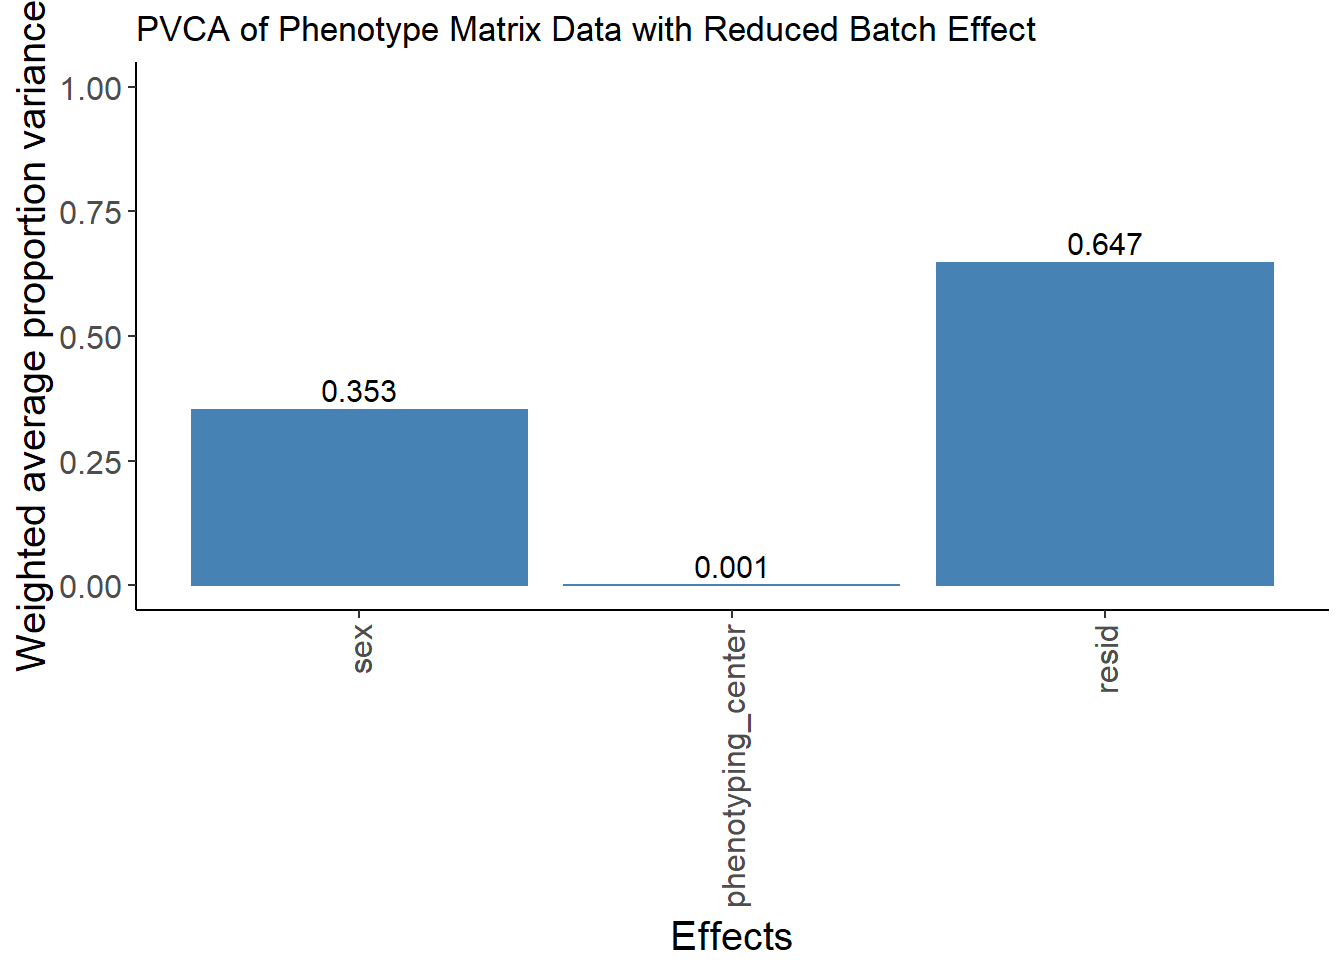 PVCA of Phenotype Matrix Data with Reduced Batch Effect
Weighted average proportion variance
1.00
0.75
0.50
0.25
0.00
0.353
0.001
0.647
sex
phenotyping_center
resid
Effects